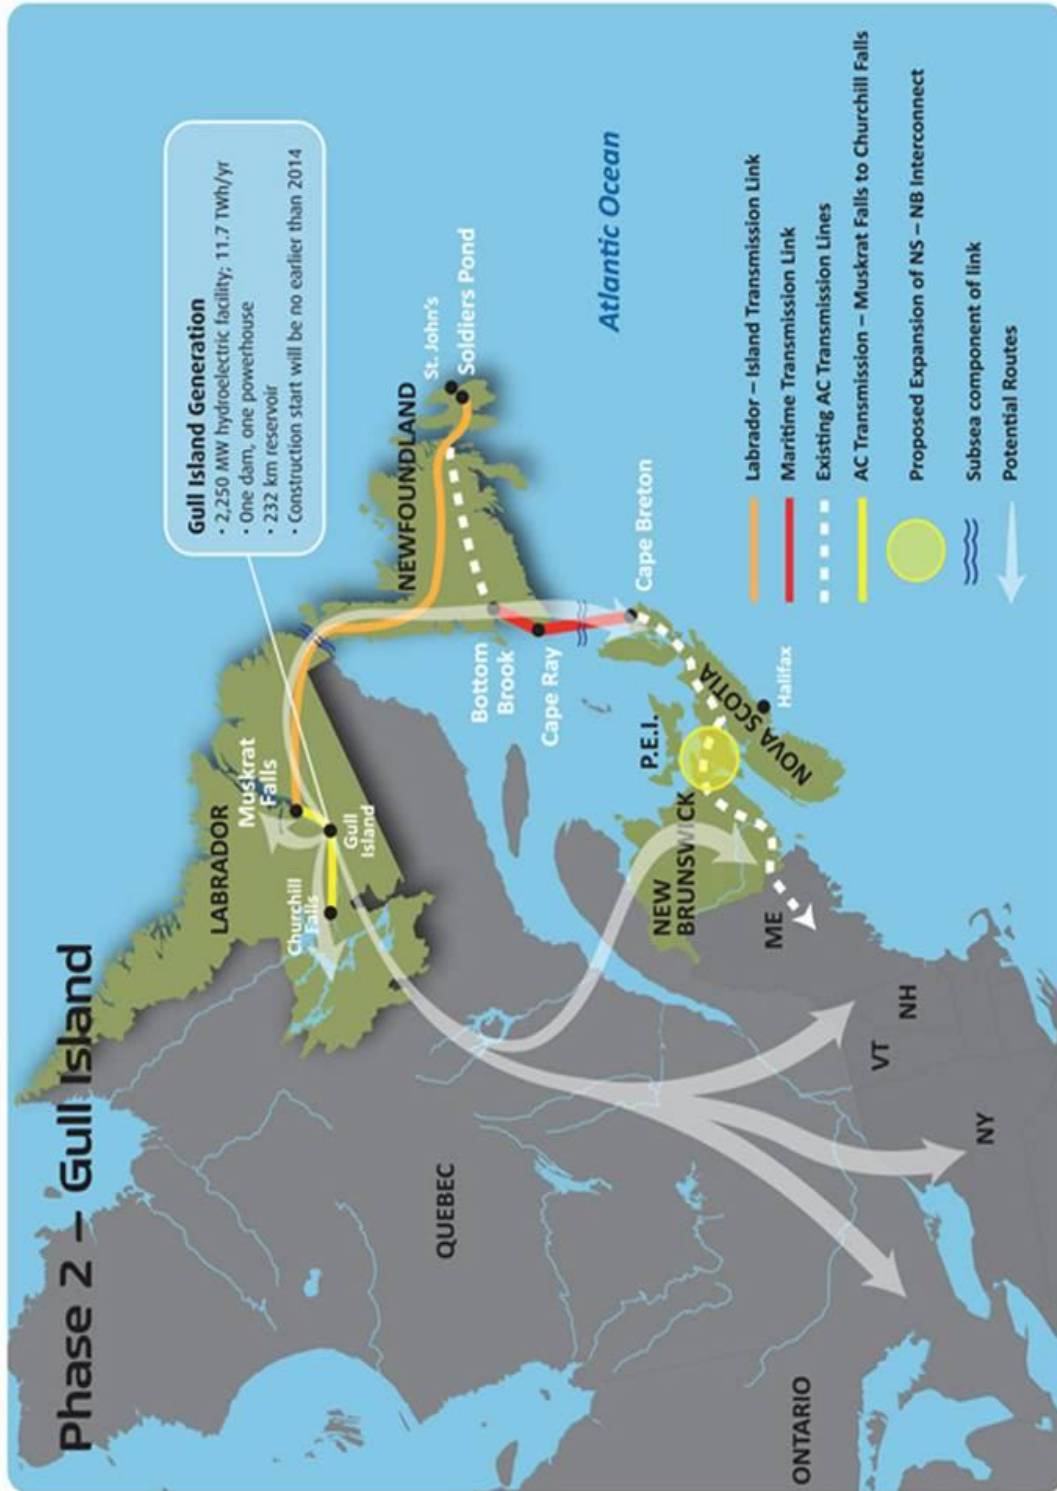 Phase 2 – Gull Island
Gull Island Generation
· 2,250 MW hydroelectric facility; 11.7 TWh/yr
· One dam, one powerhouse
· 232 km reservoir
· Construction start will be no earlier than 2014
LABRADOR
Muskrat
Falls
Churchill
Falls
Gull
Island
NEWFOUNDLAND
St. John's
Soldiers Pond
QUEBEC
Bottom
Brook
Cape Ray
Cape Breton
Atlantic Ocean
P.E.I.
NEW
BRUNSWICK
NOVA SCOTIA
Halifax
ME
NH
VT
NY
ONTARIO
Labrador – Island Transmission Link
Maritime Transmission Link
Existing AC Transmission Lines
AC Transmission – Muskrat Falls to Churchill Falls
Proposed Expansion of NS – NB Interconnect
Subsea component of link
Potential Routes